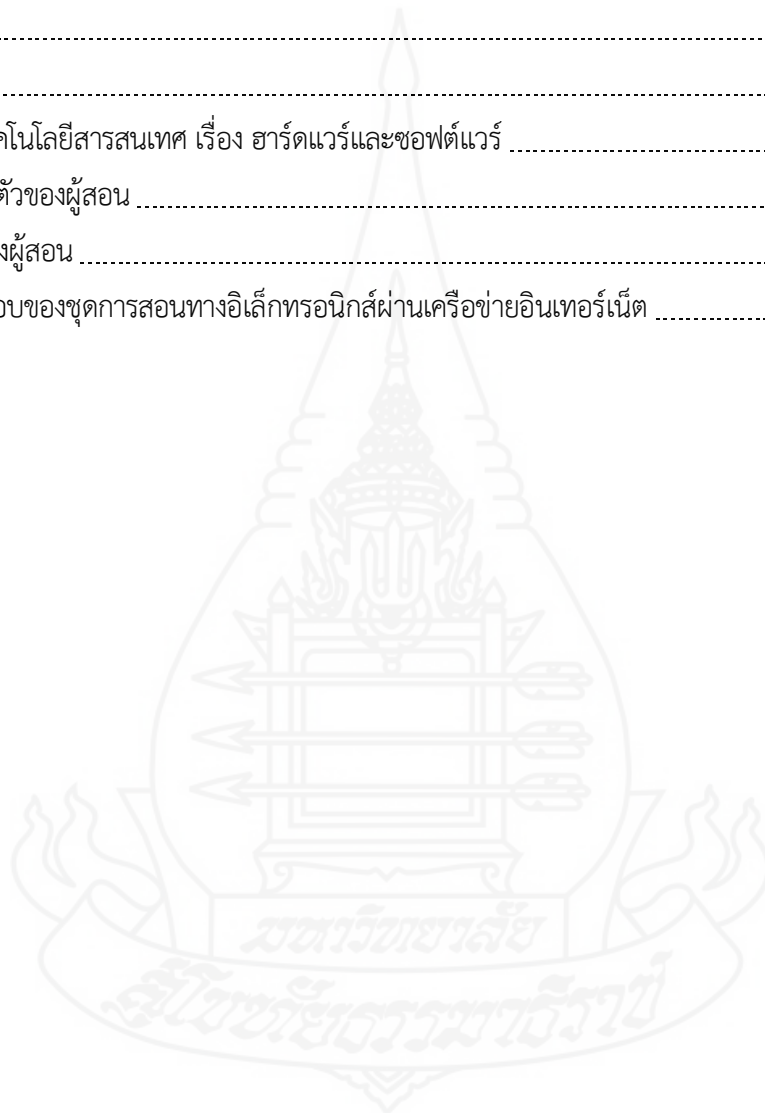 คโนโลยีสารสนเทศ เรื่อง ฮาร์ดแวร์และซอฟต์แวร์
ตัวของผู้สอน
งผู้สอน
อบของชุดการสอนทางอิเล็กทรอนิกส์ผ่านเครือข่ายอินเทอร์เน็ต
มหาวิทยาลัย
สุโขทัยธรรมาธิราช